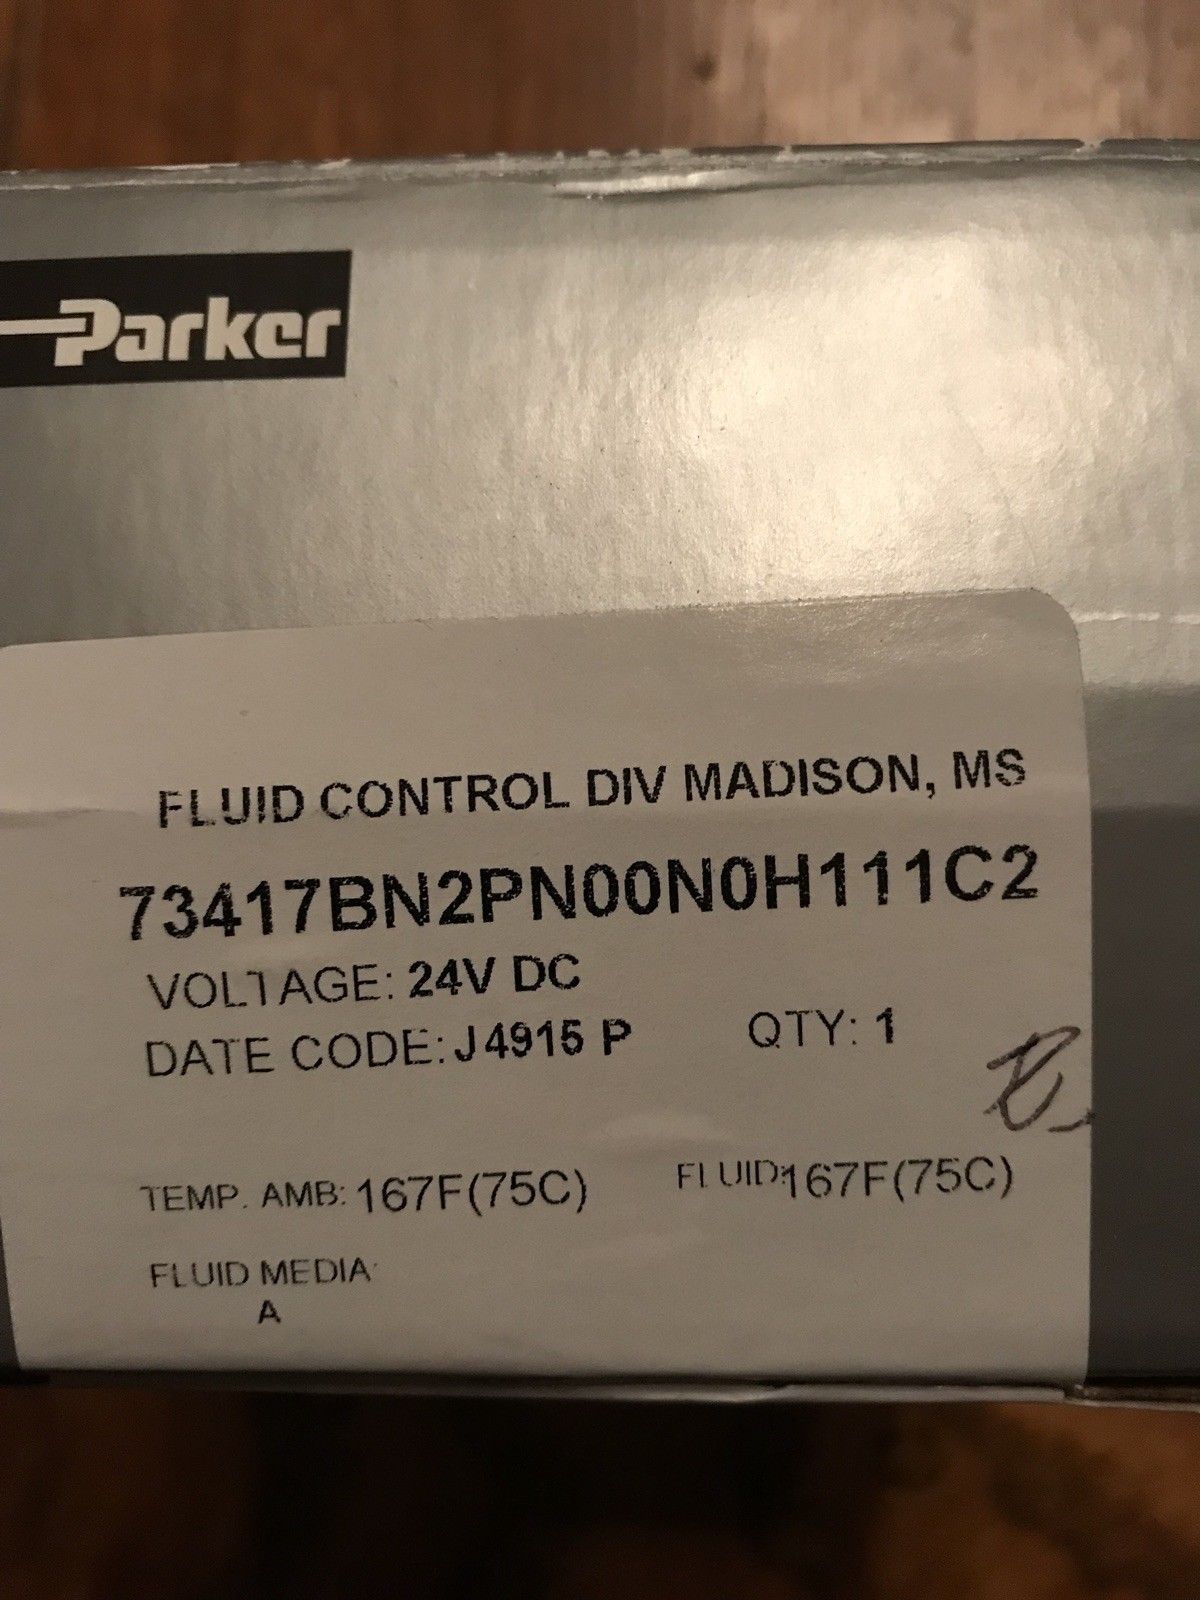 Parker
FLUID CONTROL DIV MADISON, MS
73417BN2PN00N0H111C2
VOLTAGE: 24V DC
DATE CODE: J4915 P QTY: 1
TEMP. AMB: 167F(75C) FLUID: 167F(75C)
FLUID MEDIA:
A